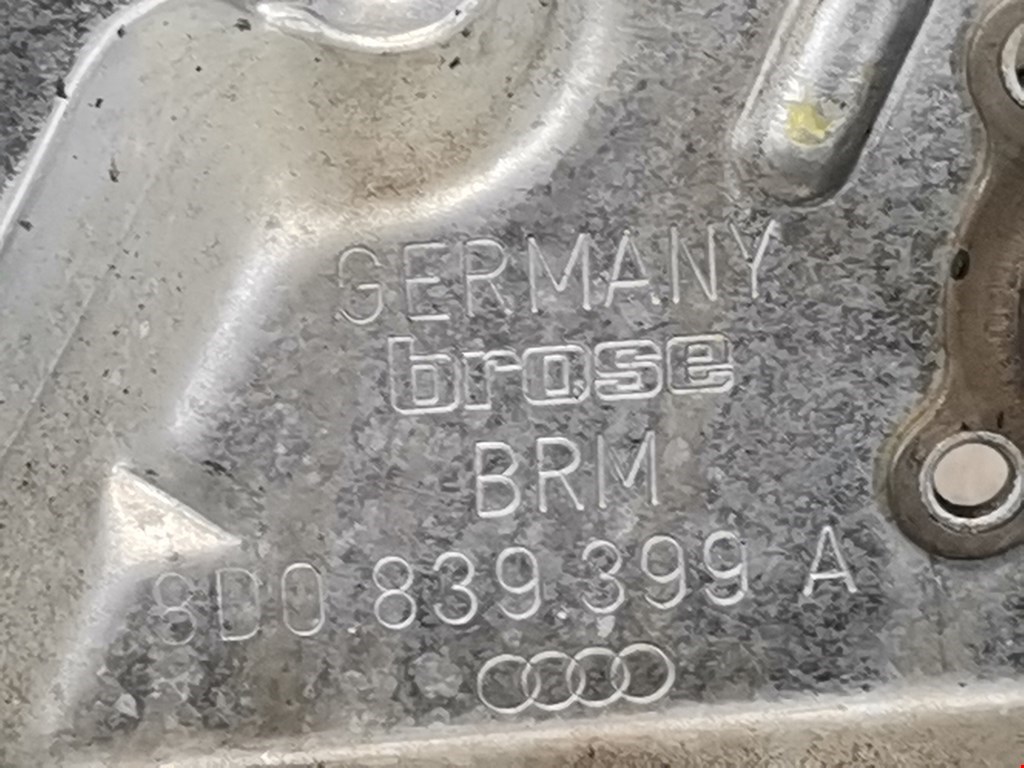 GERMANY
brose
BRM
8D0.839.399 A